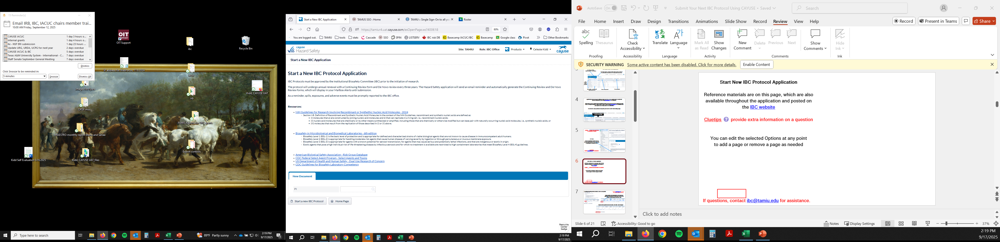 15 Reminder(s)
Email IRB, IBC, IACUC chairs member trai...
10:00 AM Friday, September 12, 2025
CAYUSE IACUC 1 day 3 hours o...
internal grants 1 day 4 hours o...
Ke - NSF ERI submission 1 day 23 hours ...
Update URG, URDA, UCPG for next year 2 days overdue
CAYUSE IACUC & IBC 5 days overdue
Texas A&M University System - International - C... 7 days overdue
Staff Senate September General Meeting 7 days overdue
Dismiss
Click Snooze to be reminded in:
5 minutes
Snooze
Dismiss All
OIT
SUPPORT
OIT Support
ibc
Recycle Bin
IP address for WebFocus, 11.8.2024
iacuc
images for flyers
Kidd, CAYUSE UAT
irb
ORSP misc
FAMIS Reports for URC grants
MAESTRO monthly report Marta and Sanaa
Export controls
Kidd Self Evaluation 9.16.2025
Kidd, CAYUSE UAT_files
Type here to search
89°F Partly sunny
2:19 PM
9/17/2025
3
Start a New IBC Application
TAMUS SSO : Home
TAMIU :: Single Sign-On to all yo
Roster
https://tamiur4.uat.cayuse.com/esOpenPage.wc?400618
80%
You are logged out.
TAMIU
tools
stats
Cascade
SSO
SPIN
LISTSERV
IBC risk DB
Basecamp IACUC/IBC
Basecamp
Google class
Pivot
Other Bookmarks
cayuse
Hazard Safety
Site: TAMIU
Role: IBC Office
Products
Celeste Kidd
cayuse
Start a New IBC Application
Start a New IBC Protocol Application
IBC Protocols must be approved by the Institutional Biosafety Committee (IBC) prior to the initiation of research.
The protocol will undergo annual renewal with a Continuing Review form and De Novo review every three years. The Hazard Safety application will send an email reminder and automatically generate the Continuing Review and De Novo
Review forms, which will display in your Mailbox Alerts until submission.
As a reminder, spills, exposures, and adverse events must be promptly reported to the IBC office.
Resources:
NIH Guidelines for Research Involving Recombinant or Synthethic Nucleic Acid Molecules - 2024
Section I-B. Definition of Recombinant and Synthetic Nucleic Acid Molecules In the context of the NIH Guidelines, recombinant and synthetic nucleic acids are defined as:
(i) molecules that a) are constructed by joining nucleic acid molecules and b) that can replicate in a living cell, i.e., recombinant nucleic acids;
(ii) nucleic acid molecules that are chemically or by other means synthesized or amplified, including those that are chemically or otherwise modified but can base pair with naturally occurring nucleic acid molecules, i.e., synthetic nucleic acids, or
(iii) molecules that result from the replication of those described in (i) or (ii) above.
Biosafety in Microbiological and Biomedical Laboratories - 6th edition
Biosafety Level 1 (BSL-1) is the basic level of protection and is appropriate for defined and characterized strains of viable biological agents that are not known to cause disease in immunocompetent adult humans.
Biosafety Level 2 (BSL-2) is appropriate for handling moderate-risk agents that cause human disease of varying severity by ingestion or through percutaneous or mucous membrane exposure.
Biosafety Level 3 (BSL-3) is appropriate for agents with a known potential for aerosol transmission, for agents that may cause serious and potentially lethal infections, and that are indigenous or exotic in origin.
Exotic agents that pose a high individual risk of life-threatening disease by infectious aerosols and for which no treatment is available are restricted to high containment laboratories that meet Biosafety Level 4 (BSL-4) guidelines.
American Biological Safety Association - Risk Group Database
CDC Federal Select Agent Program - Select Agents and Toxins
US Department of Health and Human Safety - Dual Use Research of Concern
CDC Guidelines for Biosafety Laboratory Competency
New Document
PI
Start a new IBC Protocol
Home Page
Resource
Center
badge
2:19 PM
9/17/2025
AutoSave On
Submit Your Next IBC Protocol Using CAYUSE • Saved
Search
File Home Insert Draw Design Transitions Animations Slide Show Record Review View Help
Record
Present in Teams
Share
abc
Spelling
Thesaurus
Check
Accessibility
Translate
Language
Mark All
as Read
Show
Changes
New
Comment
Delete
Previous
Next
Show
Comments
Hide
Ink
Proofing
Accessibility
Language
Activity
Comments
Ink
SECURITY WARNING Some active content has been disabled. Click for more details.
Enable Content
4
5
6
7
Start New IBC Protocol Application
Reference materials are on this page, which are also
available throughout the application and posted on
the IBC website
Cluetips ? provide extra information on a question
You can edit the selected Options at any point
to add a page or remove a page as needed
If questions, contact ibc@tamiu.edu for assistance.
Click to add notes
Slide 6 of 21
Accessibility: Good to go
Notes
Display Settings
37%
2:19 PM
9/17/2025